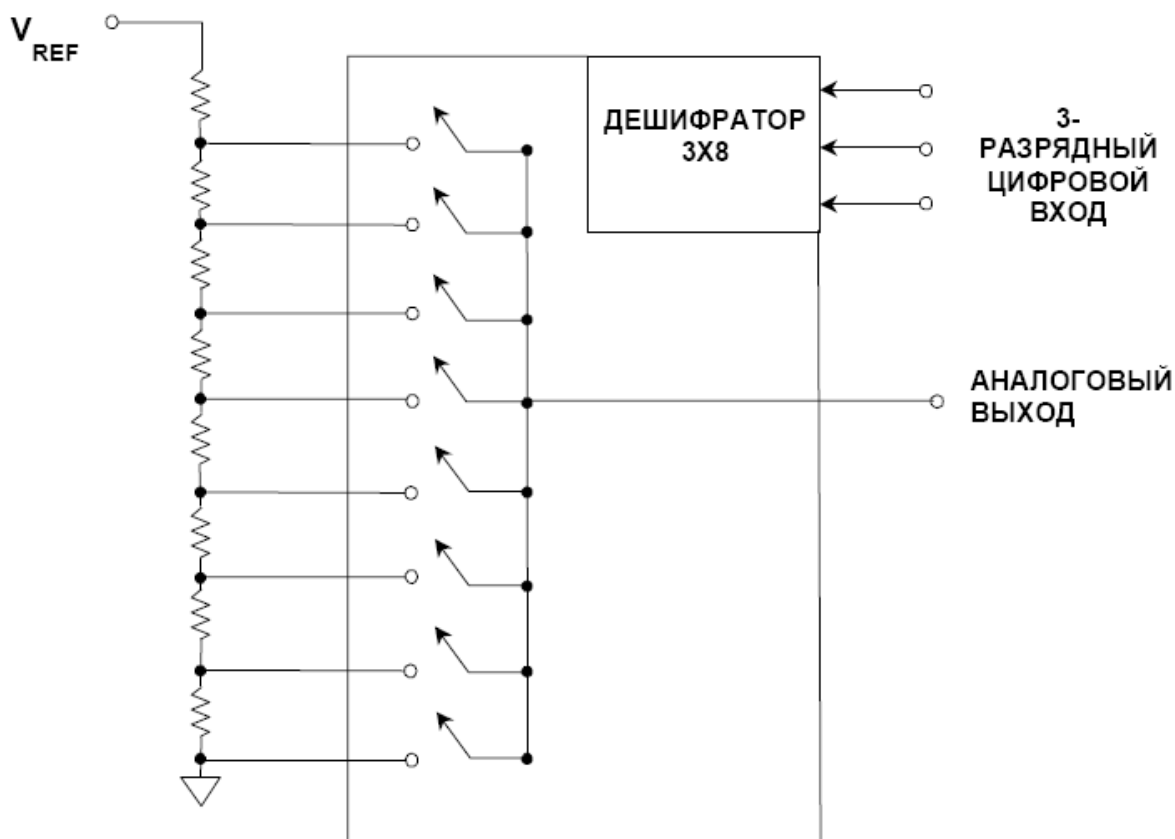 V
REF
ДЕШИФРАТОР
3X8
3-
РАЗРЯДНЫЙ
ЦИФРОВОЙ
ВХОД
АНАЛОГОВЫЙ
ВЫХОД